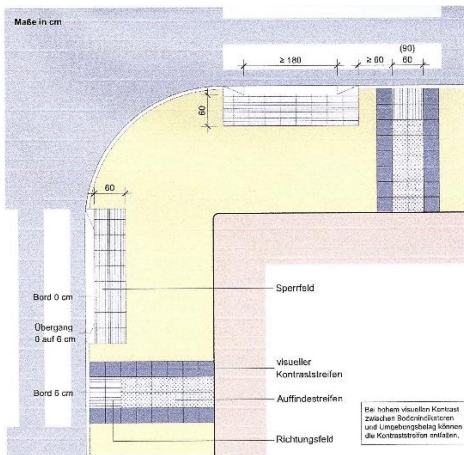 Maße in cm
(90)
≥ 180
≥ 60
60
60
60
Sperrfeld
Bord 0 cm
Übergang
0 auf 6 cm
visueller
Kontraststreifen
Bord 6 cm
Auffindestreifen
Richtungsfeld
Bei hohem visuellen Kontrast
zwischen Bodenindikatoren
und Umgebungsbelag können
die Kontraststreifen entfallen.